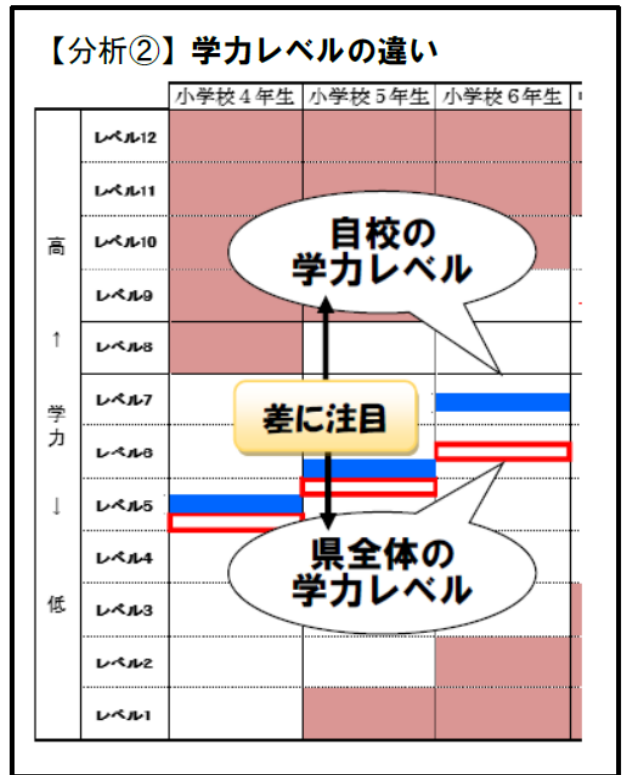 【分析②】学力レベルの違い
小学校4年生 小学校5年生 小学校6年生
レベル12
レベル11
高 レベル10
レベル9
↑ レベル8
学力 レベル7
レベル6
↓ レベル5
レベル4
低 レベル3
レベル2
レベル1
自校の
学力レベル
差に注目
県全体の
学力レベル